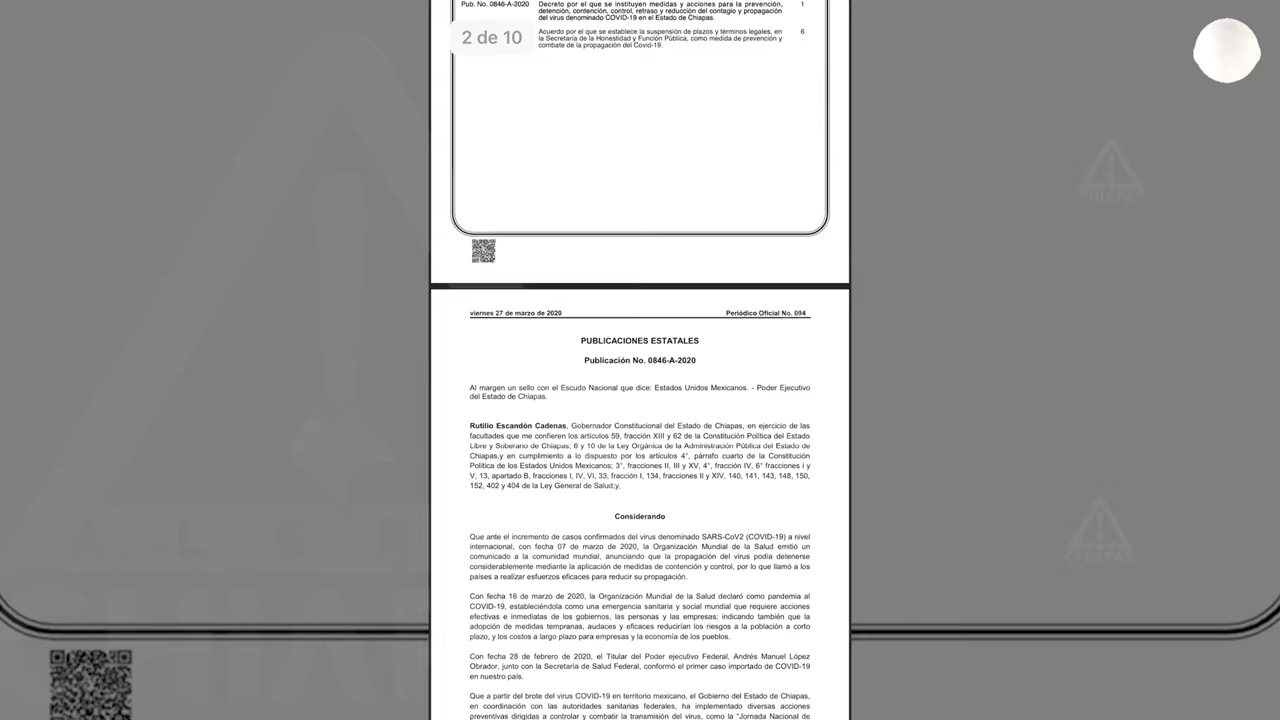 Pub. No. 0846-A-2020 Decreto por el que se instituyen medidas y acciones para la prevención, 1
detención, contención, control, retraso y reducción del contagio y propagación
del virus denominado COVID-19 en el Estado de Chiapas.
2 de 10
Acuerdo por el que se establece la suspensión de plazos y términos legales, en 6
la Secretaría de la Honestidad y Función Pública, como medida de prevención y
combate de la propagación del Covid-19.
viernes 27 de marzo de 2020 Periódico Oficial No. 094
PUBLICACIONES ESTATALES
Publicación No. 0846-A-2020
Al margen un sello con el Escudo Nacional que dice: Estados Unidos Mexicanos. - Poder Ejecutivo
del Estado de Chiapas.
Rutilio Escandón Cadenas, Gobernador Constitucional del Estado de Chiapas, en ejercicio de las
facultades que me confieren los artículos 59, fracción XIII y 62 de la Constitución Política del Estado
Libre y Soberano de Chiapas; 6 y 10 de la Ley Orgánica de la Administración Pública del Estado de
Chiapas,y en cumplimiento a lo dispuesto por los artículos 4°, párrafo cuarto de la Constitución
Política de los Estados Unidos Mexicanos; 3°, fracciones II, III y XV, 4°, fracción IV, 6° fracciones i y
V, 13, apartado B, fracciones I, IV, VI, 33, fracción I, 134, fracciones II y XIV, 140, 141, 143, 148, 150,
152, 402 y 404 de la Ley General de Salud;y.
Considerando
Que ante el incremento de casos confirmados del virus denominado SARS-CoV2 (COVID-19) a nivel
internacional, con fecha 07 de marzo de 2020, la Organización Mundial de la Salud emitió un
comunicado a la comunidad mundial, anunciando que la propagación del virus podía detenerse
considerablemente mediante la aplicación de medidas de contención y control, por lo que llamó a los
países a realizar esfuerzos eficaces para reducir su propagación.
Con fecha 16 de marzo de 2020, la Organización Mundial de la Salud declaró como pandemia al
COVID-19, estableciéndola como una emergencia sanitaria y social mundial que requiere acciones
efectivas e inmediatas de los gobiernos, las personas y las empresas; indicando también que la
adopción de medidas tempranas, audaces y eficaces reducirían los riesgos a la población a corto
plazo, y los costos a largo plazo para empresas y la economía de los pueblos.
Con fecha 28 de febrero de 2020, el Titular del Poder ejecutivo Federal, Andrés Manuel López
Obrador, junto con la Secretaría de Salud Federal, conformó el primer caso importado de COVID-19
en nuestro país.
Que a partir del brote del virus COVID-19 en territorio mexicano, el Gobierno del Estado de Chiapas,
en coordinación con las autoridades sanitarias federales, ha implementado diversas acciones
preventivas dirigidas a controlar y combatir la transmisión del virus, como la "Jornada Nacional de